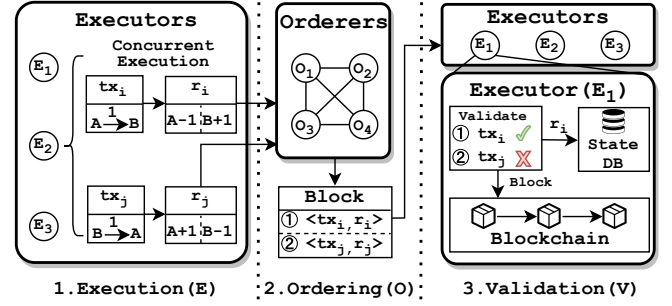 Executors
Concurrent
Execution
E1
E2
E3
txi
1
A B
ri
A-1 B+1
txj
1
B A
rj
A+1 B-1
1.Execution(E)
Orderers
O1 O2
O3 O4
Block
① <txi,ri>
② <txj,rj>
2.Ordering(O)
Executors
E1 E2 E3
Executor(E1)
Validate
① txi
② txj
ri
State
DB
Block
Blockchain
3.Validation(V)